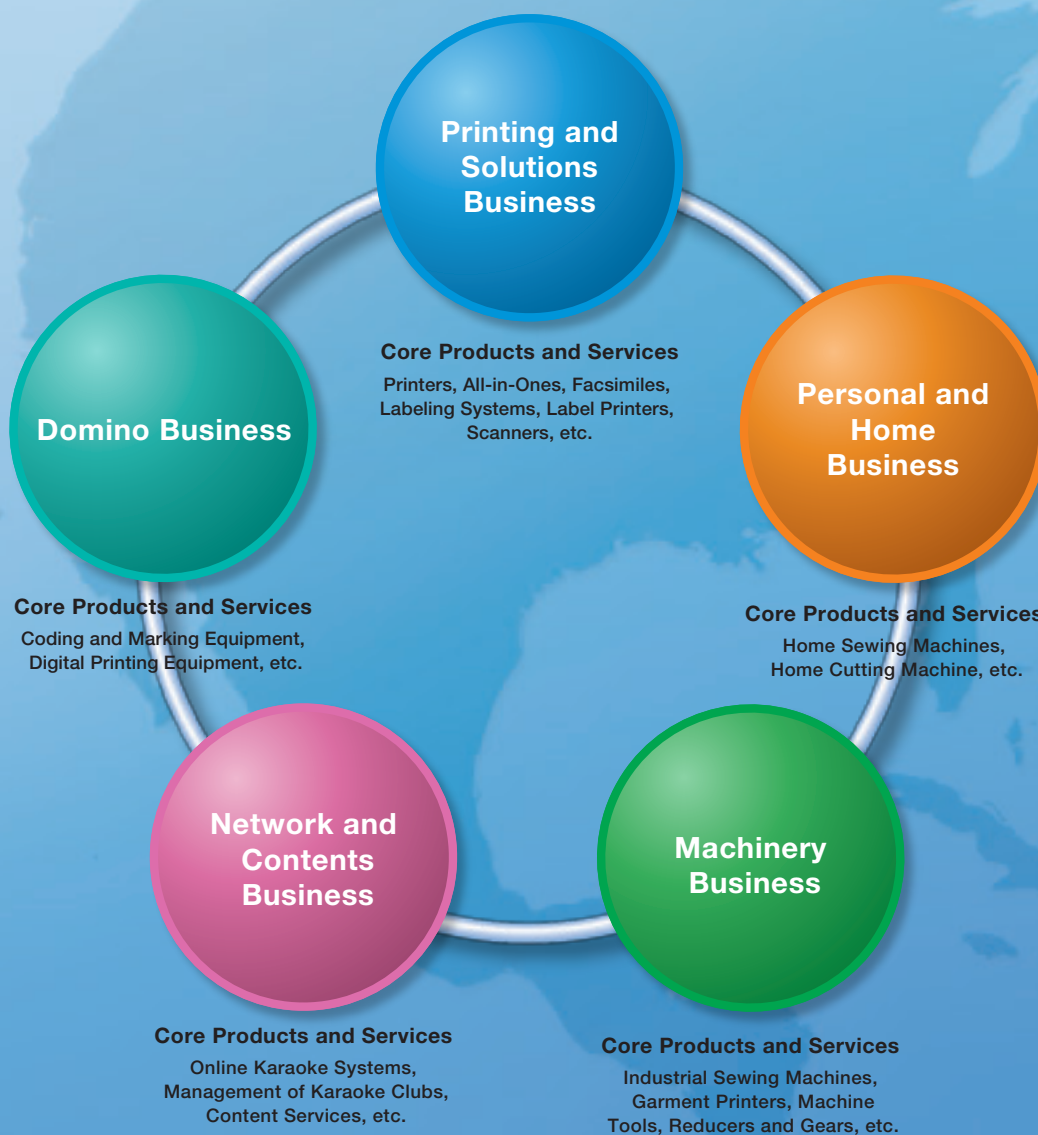 Printing and
Solutions
Business
Core Products and Services
Printers, All-in-Ones, Facsimiles,
Labeling Systems, Label Printers,
Scanners, etc.
Domino Business
Core Products and Services
Coding and Marking Equipment,
Digital Printing Equipment, etc.
Personal and
Home
Business
Core Products and Services
Home Sewing Machines,
Home Cutting Machine, etc.
Network and
Contents
Business
Core Products and Services
Online Karaoke Systems,
Management of Karaoke Clubs,
Content Services, etc.
Machinery
Business
Core Products and Services
Industrial Sewing Machines,
Garment Printers, Machine
Tools, Reducers and Gears, etc.